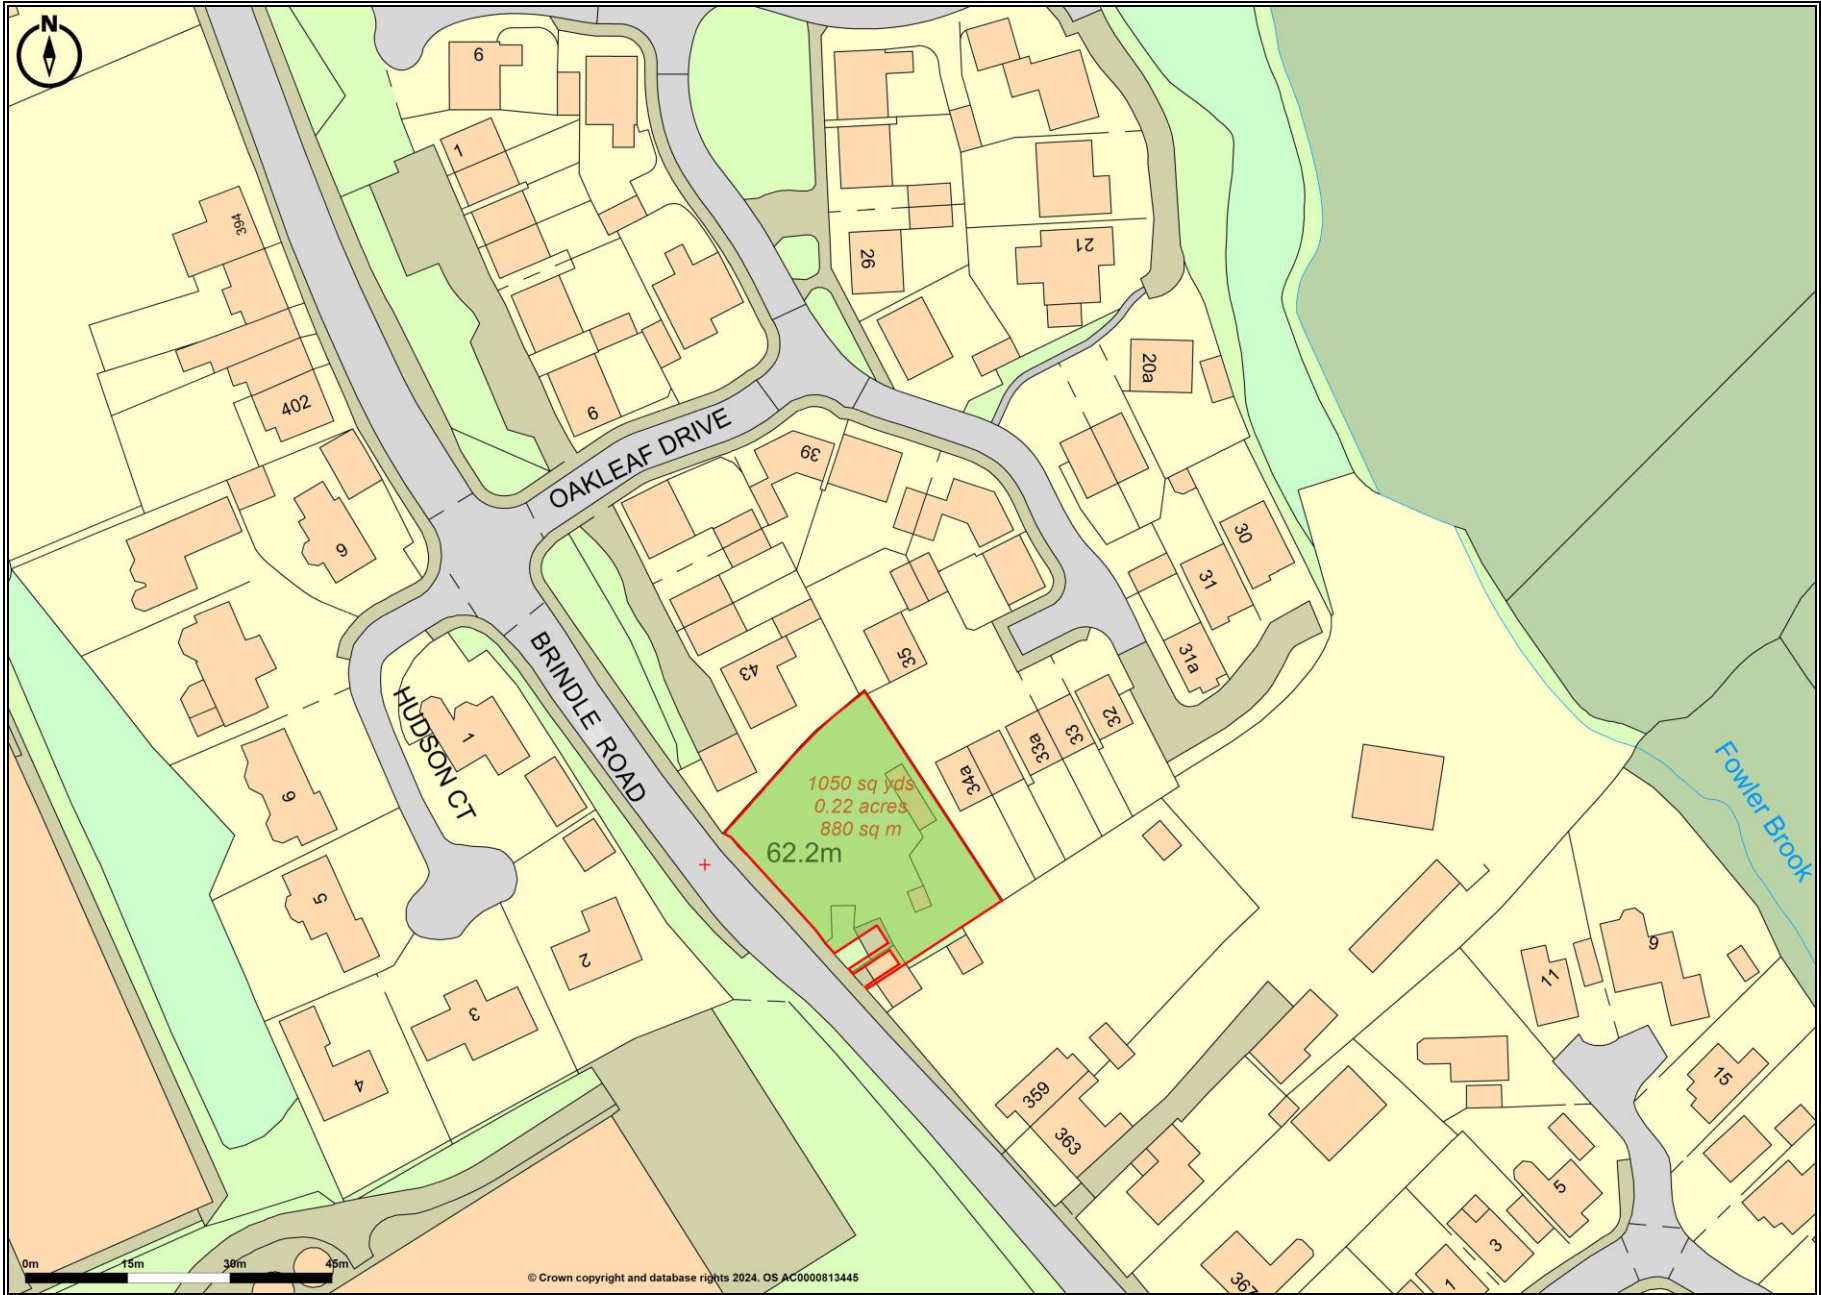 N
6
1
394
26
21
402
6
20a
OAKLEAF DRIVE
39
9
30
31
31a
BRINDLE ROAD
43
35
HUDSON CT
1
32
33
33a
34a
9
1050 sq yds
0.22 acres
880 sq m
62.2m
Fowler Brook
5
2
3
4
11
9
15
359
363
5
3
1
367
0m 15m 30m 45m
© Crown copyright and database rights 2024. OS AC0000813445